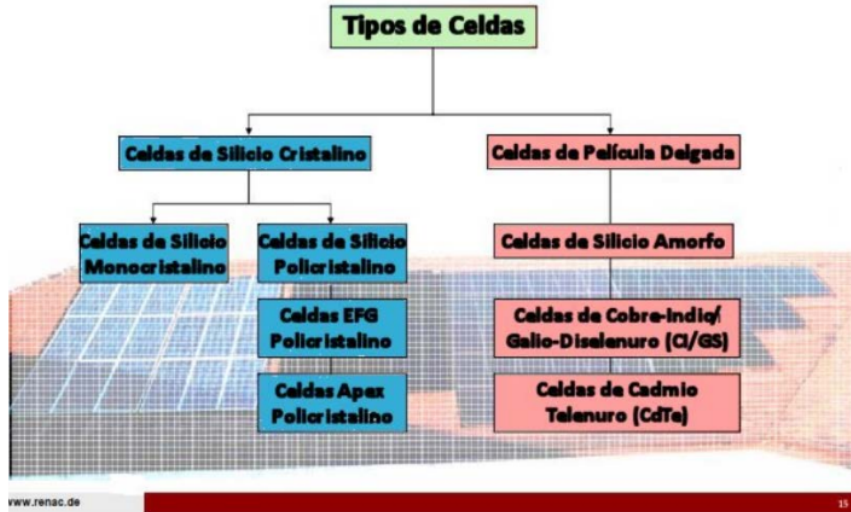 Tipos de Celdas
Celdas de Silicio Cristalino
Celdas de Película Delgada
Celdas de Silicio
Monocristalino
Celdas de Silicio
Policristalino
Celdas de Silicio Amorfo
Celdas EFG
Policristalino
Celdas de Cobre-Indio/
Galio-Diselenuro (CI/GS)
Celdas Apex
Policristalino
Celdas de Cadmio
Telenuro (CdTe)
www.renac.de
15